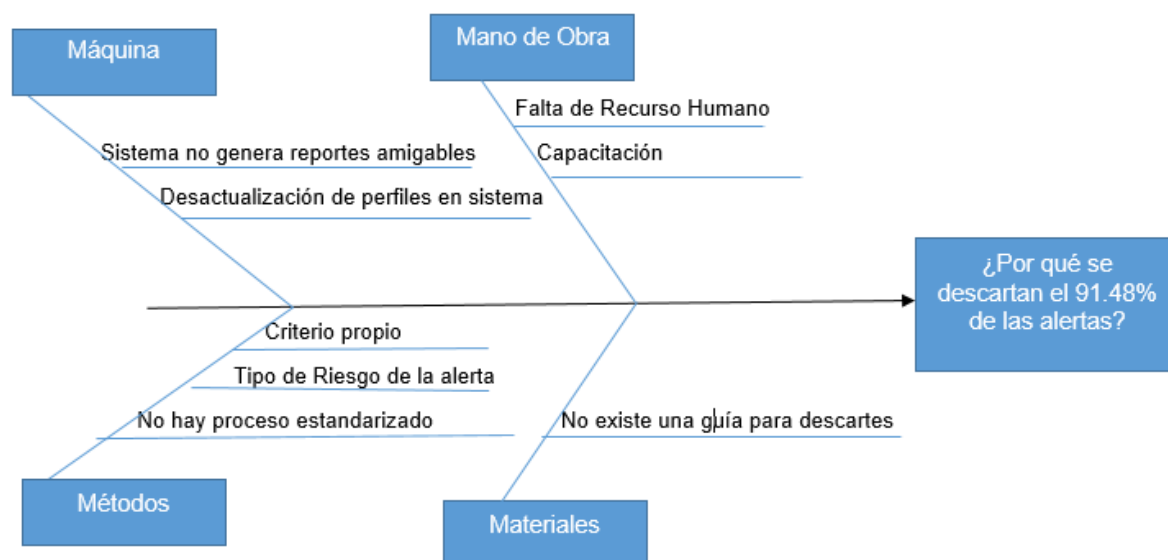 Máquina
Mano de Obra
Falta de Recurso Humano
Sistema no genera reportes amigables
Capacitación
Desactualización de perfiles en sistema
¿Por qué se
descartan el 91.48%
de las alertas?
Criterio propio
Tipo de Riesgo de la alerta
No hay proceso estandarizado
No existe una guía para descartes
Métodos
Materiales